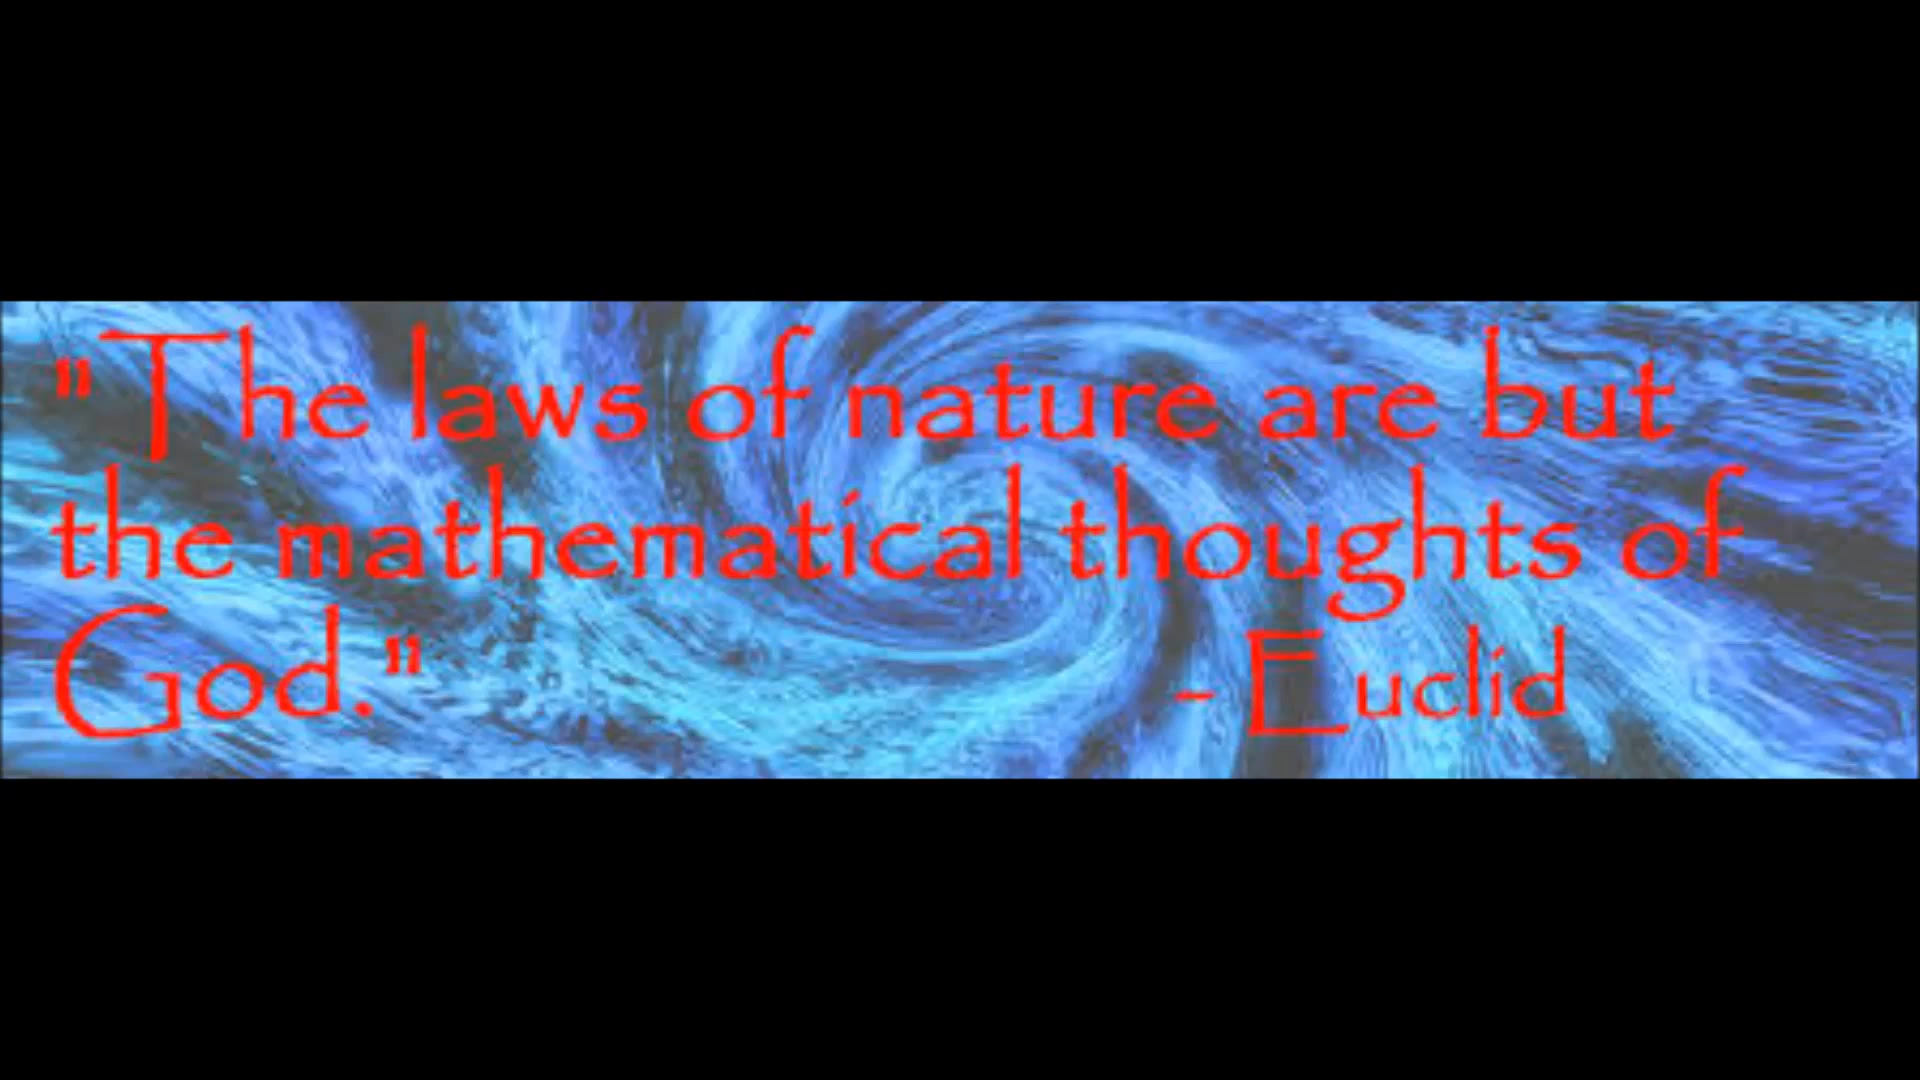 "The laws of nature are but
the mathematical thoughts of
God."
- Euclid